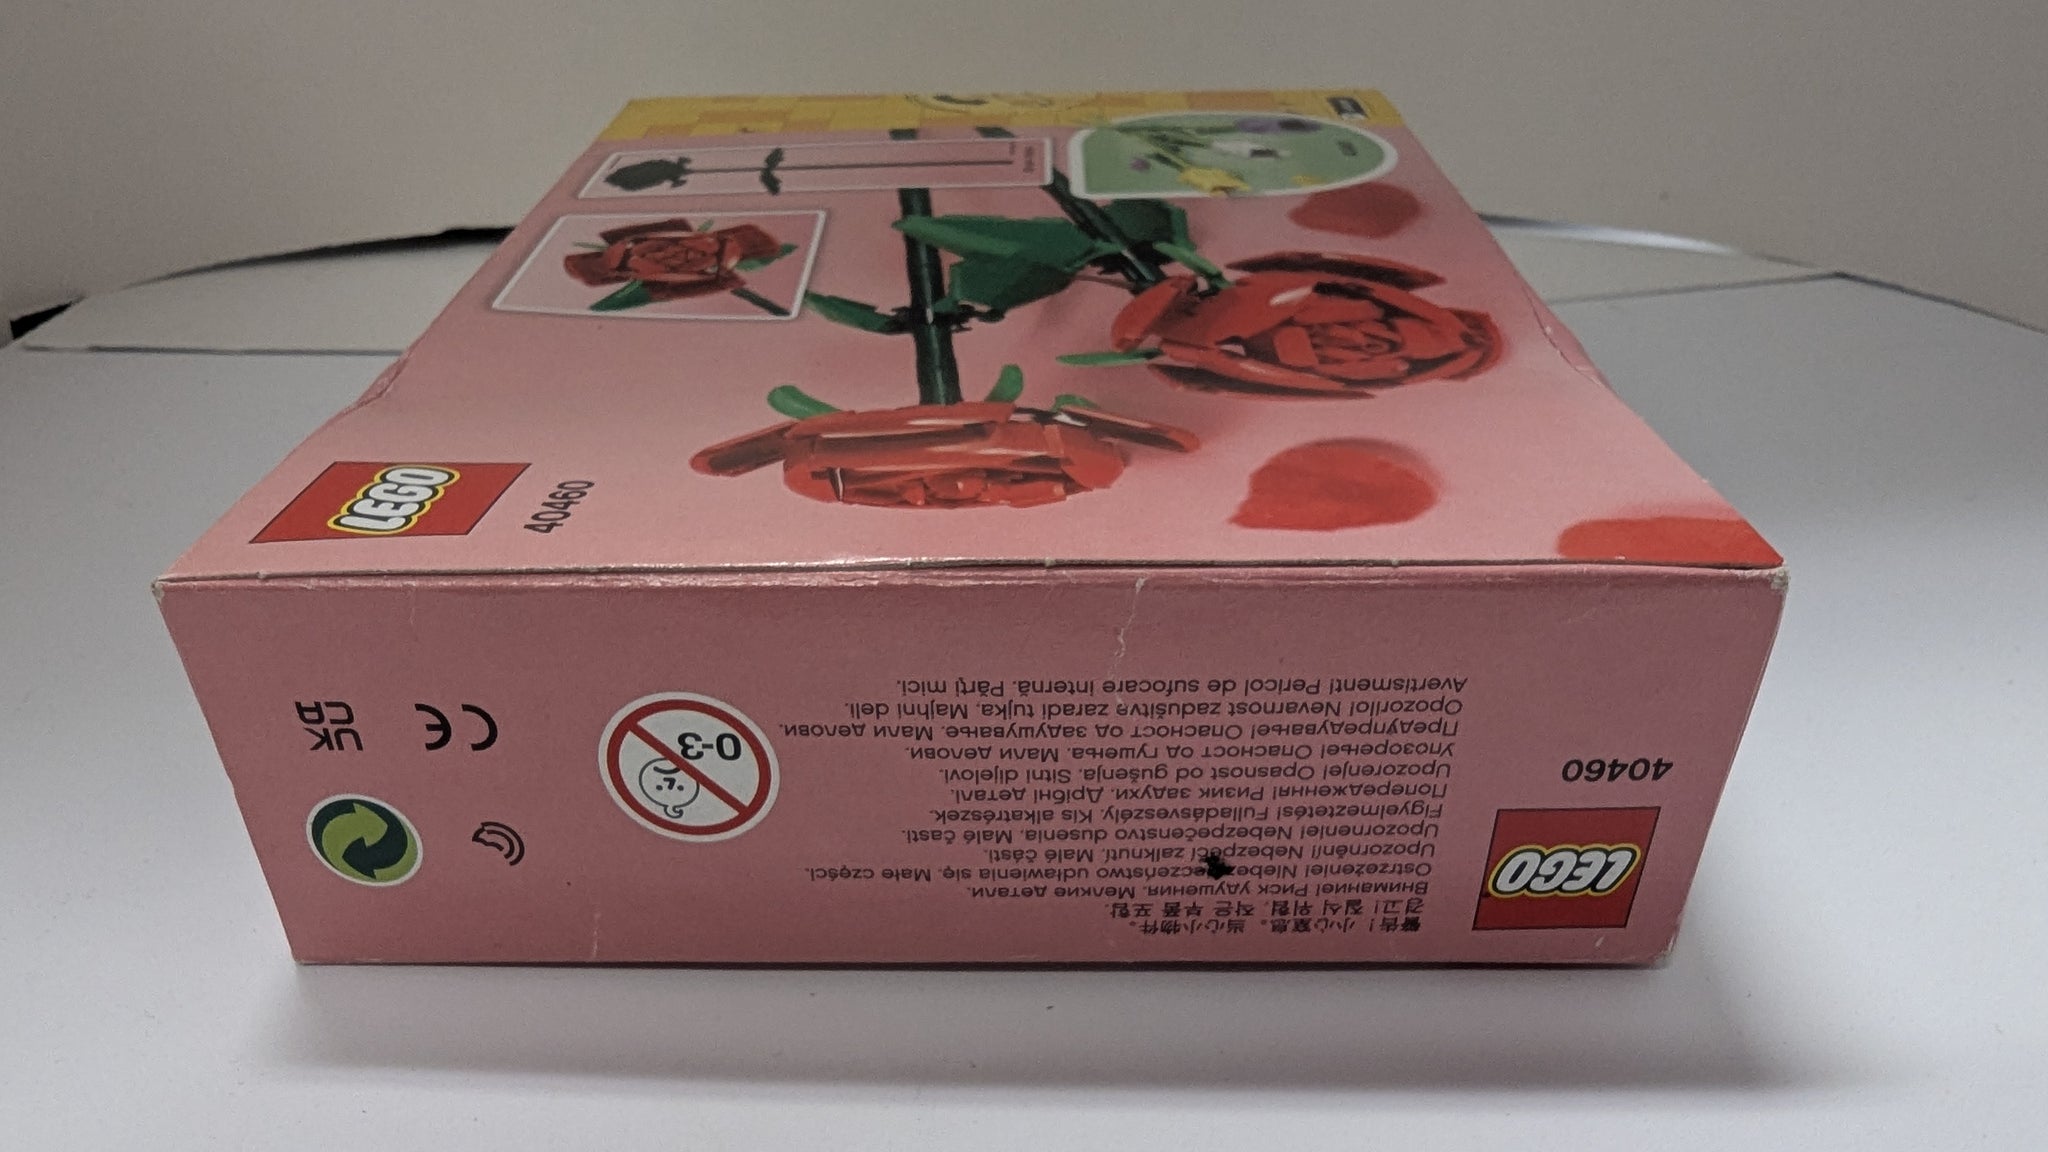 LEGO
40460
LEGO
40460
警告！小心窒息。当心小物件。
경고! 질식 위험. 작은 부품 포함.
Внимание! Риск удушения. Мелкие детали.
Ostrzeżenie! Niebezpieczeństwo udławienia się. Małe części.
Upozornění! Nebezpečí zalknutí. Malé části.
Upozornenie! Nebezpečenstvo dusenia. Malé časti.
Figyelmeztetés! Fulladásveszély. Kis alkatrészek.
Попередження! Ризик задухи. Дрібні деталі.
Upozorenje! Opasnost od gušenja. Sitni dijelovi.
Упозорење! Опасност од гушења. Мали делови.
Предупредување! Опасност од задушување. Мали делови.
Opozorilo! Nevarnost zadušitve zaradi tujka. Majhni deli.
Avertisment! Pericol de sufocare internă. Părți mici.
0-3
CE
UK
CA